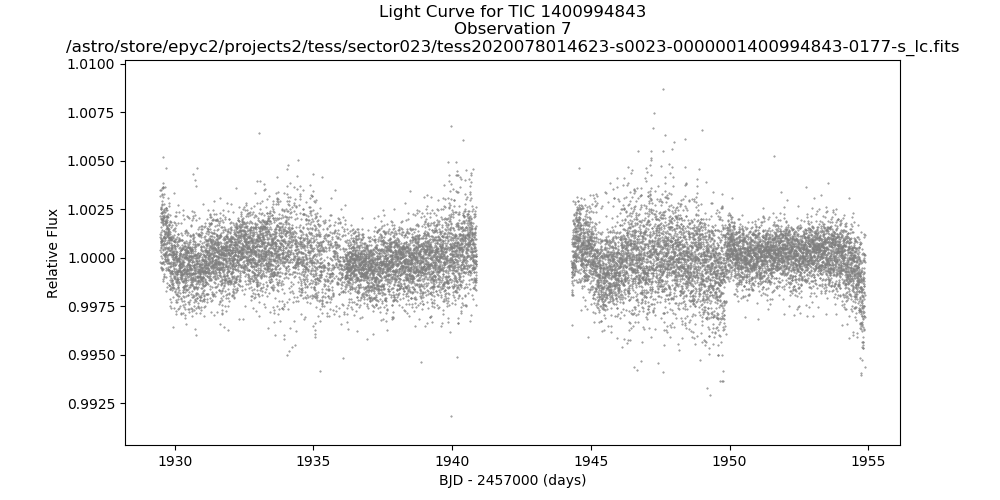 Light Curve for TIC 1400994843
Observation 7
/astro/store/epyc2/projects2/tess/sector023/tess2020078014623-s0023-0000001400994843-0177-s_lc.fits
1.0100
1.0075
1.0050
1.0025
1.0000
0.9975
0.9950
0.9925
Relative Flux
1930 1935 1940 1945 1950 1955
BJD - 2457000 (days)